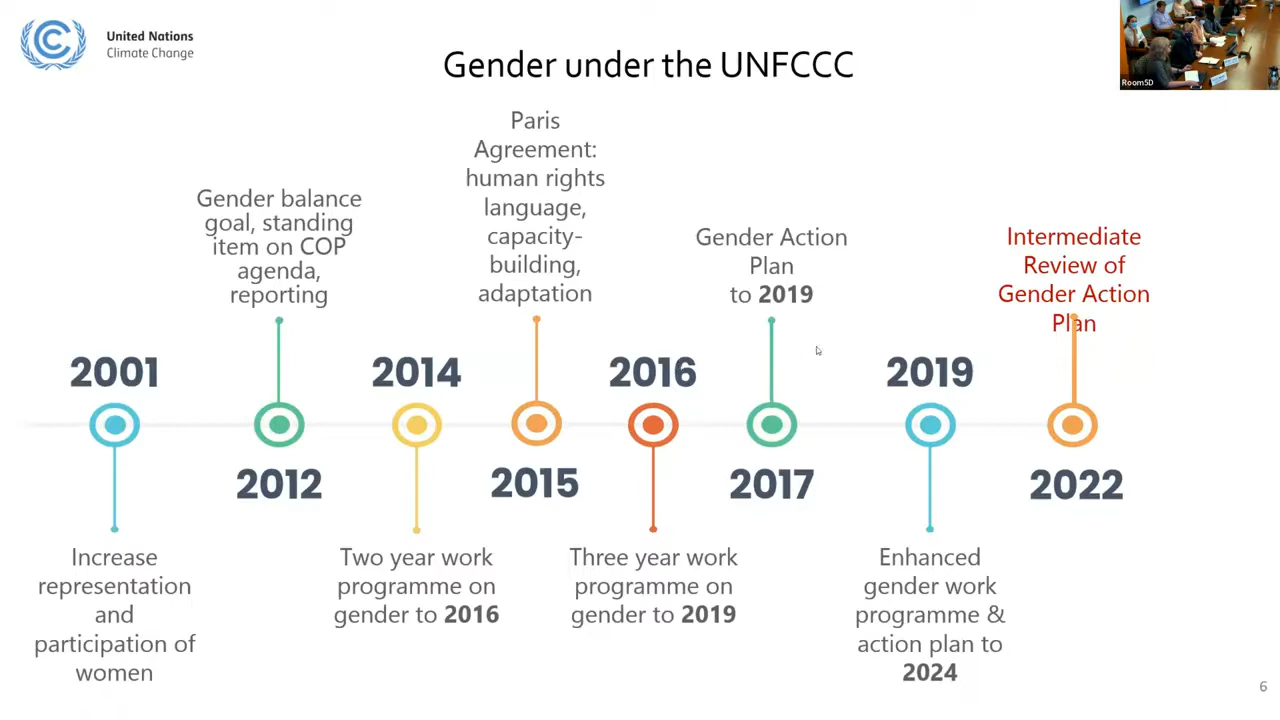 United Nations
Climate Change
Gender under the UNFCCC
Room5D
2001
Increase
representation
and
participation of
women
Gender balance
goal, standing
item on COP
agenda,
reporting
2012
2014
Two year work
programme on
gender to 2016
Paris
Agreement:
human rights
language,
capacity-
building,
adaptation
2015
2016
Three year work
programme on
gender to 2019
Gender Action
Plan
to 2019
2017
2019
Enhanced
gender work
programme &
action plan to
2024
Intermediate
Review of
Gender Action
Plan
2022
6